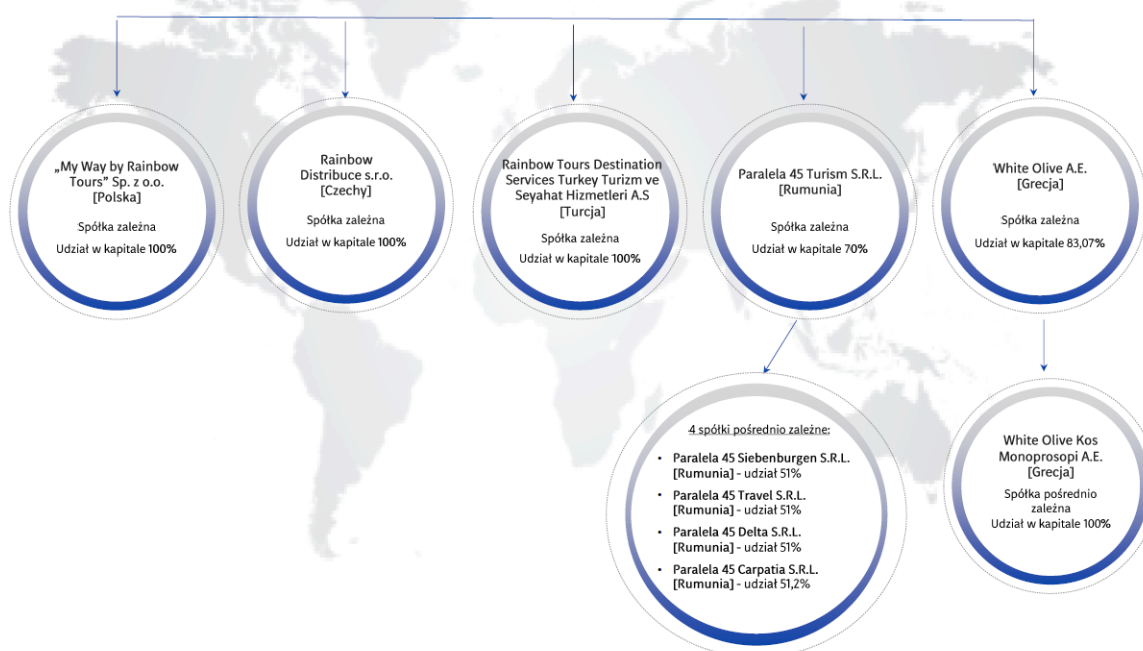 „My Way by Rainbow
Tours” Sp. z o.o.
[Polska]
Spółka zależna
Udział w kapitale 100%
Rainbow
Distribuce s.r.o.
[Czechy]
Spółka zależna
Udział w kapitale 100%
Rainbow Tours Destination
Services Turkey Turizm ve
Seyahat Hizmetleri A.S
[Turcja]
Spółka zależna
Udział w kapitale 100%
Paralela 45 Turism S.R.L.
[Rumunia]
Spółka zależna
Udział w kapitale 70%
White Olive A.E.
[Grecja]
Spółka zależna
Udział w kapitale 83,07%
4 spółki pośrednio zależne:
• Paralela 45 Siebenburgen S.R.L.
[Rumunia] - udział 51%
• Paralela 45 Travel S.R.L.
[Rumunia] - udział 51%
• Paralela 45 Delta S.R.L.
[Rumunia] - udział 51%
• Paralela 45 Carpatia S.R.L.
[Rumunia] - udział 51,2%
White Olive Kos
Monoprosopi A.E.
[Grecja]
Spółka pośrednio
zależna
Udział w kapitale 100%